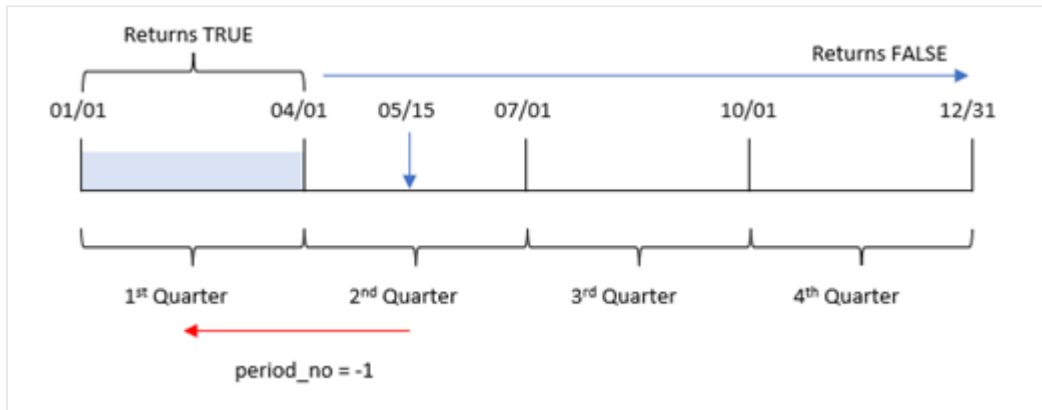 Returns TRUE
Returns FALSE
01/01 04/01 05/15 07/01 10/01 12/31
1st Quarter 2nd Quarter 3rd Quarter 4th Quarter
period_no = -1